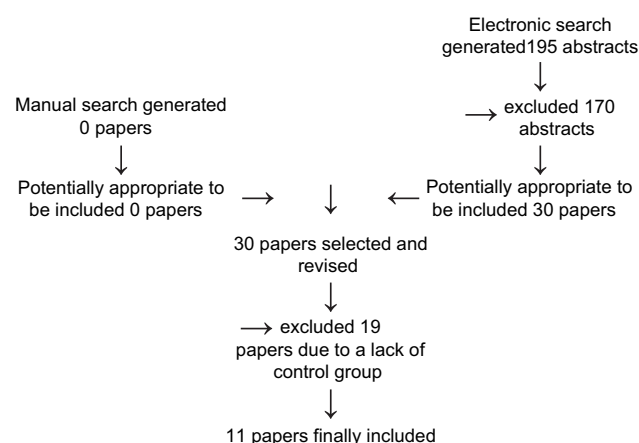 Electronic search
generated195 abstracts
excluded 170
abstracts
Manual search generated
0 papers
Potentially appropriate to
be included 0 papers
Potentially appropriate to
be included 30 papers
30 papers selected and
revised
excluded 19
papers due to a lack of
control group
11 papers finally included